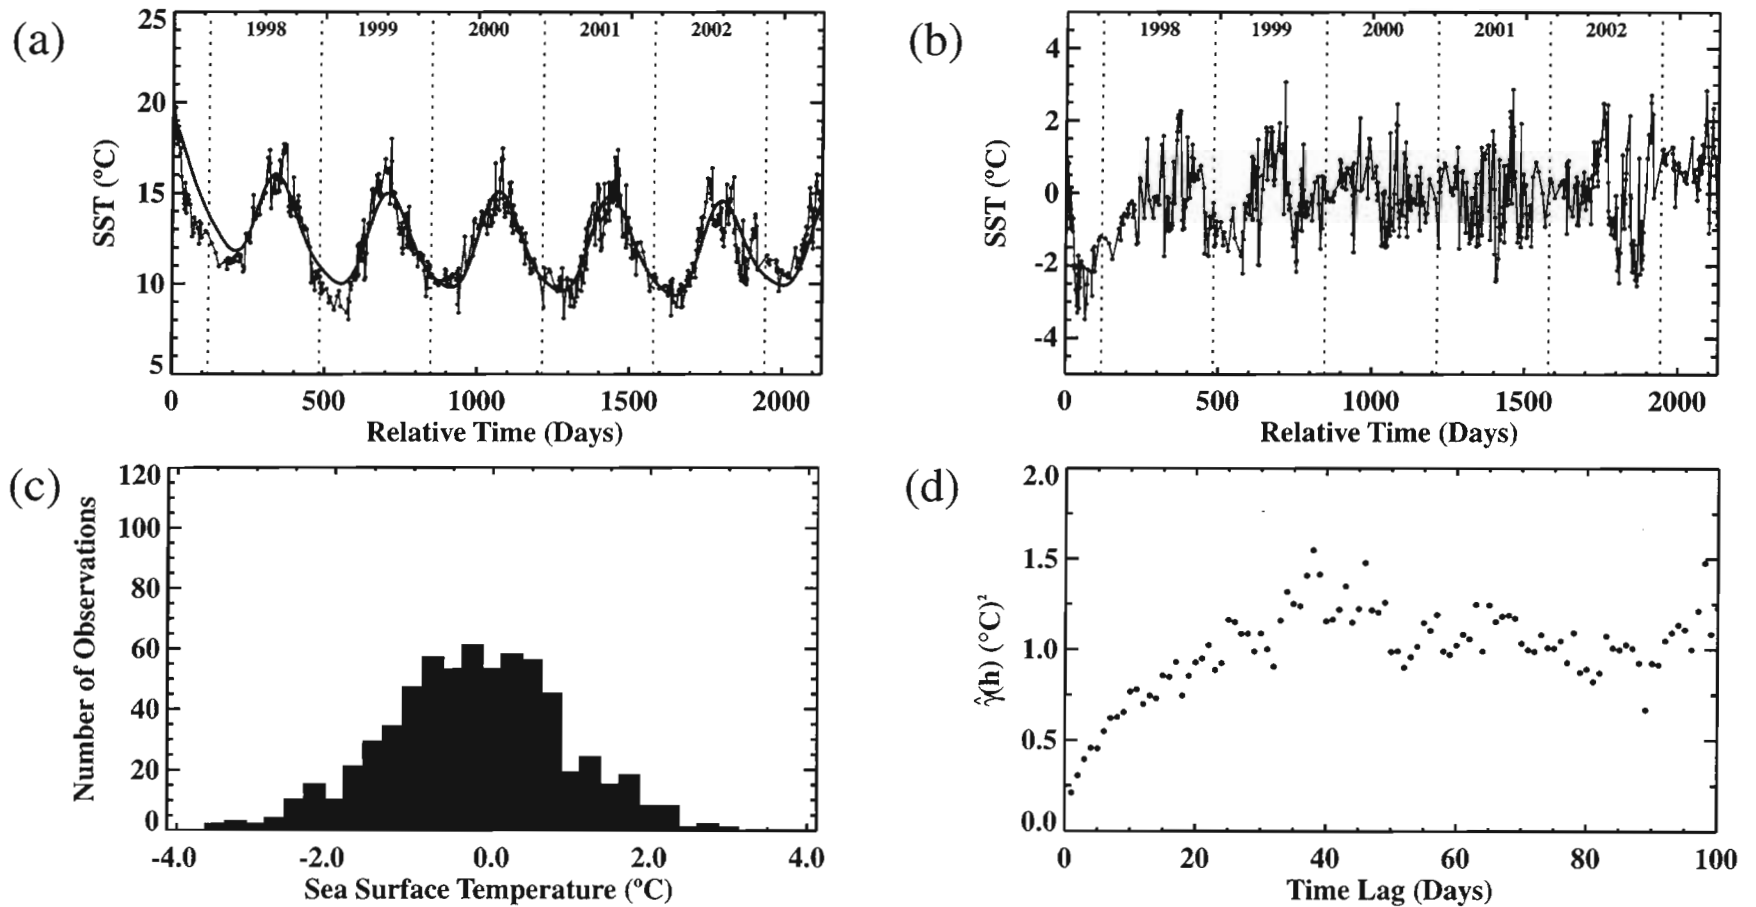 (a)
25
20
15
10
5
SST (°C)
1998 1999 2000 2001 2002
0 500 1000 1500 2000
Relative Time (Days)
(b)
4
2
0
-2
-4
SST (°C)
1998 1999 2000 2001 2002
0 500 1000 1500 2000
Relative Time (Days)
(c)
120
100
80
60
40
20
0
Number of Observations
-4.0 -2.0 0.0 2.0 4.0
Sea Surface Temperature (°C)
(d)
2.0
1.5
1.0
0.5
0.0
γ̂(h) (°C)²
0 20 40 60 80 100
Time Lag (Days)